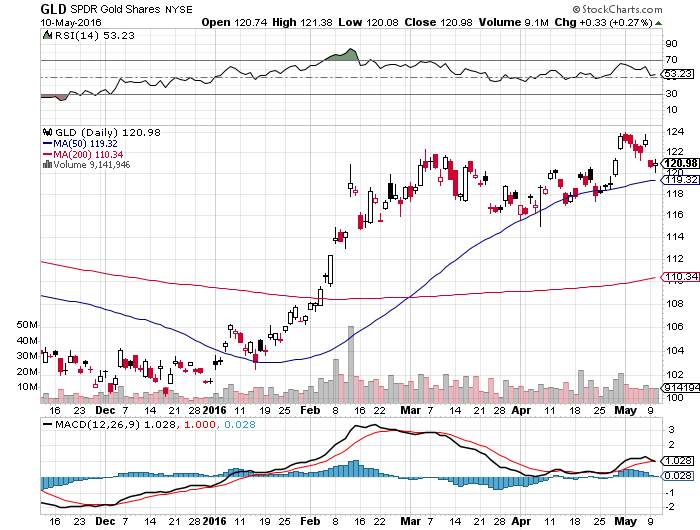 GLD SPDR Gold Shares NYSE © StockCharts.com
10-May-2016 Open 120.74 High 121.38 Low 120.08 Close 120.98 Volume 9.1M Chg +0.33 (+0.27%)
RSI(14) 53.23
90
70
53.23
50
30
10
GLD (Daily) 120.98
MA(50) 119.32
MA(200) 110.34
Volume 9,141,946
124
122
120.98
120
119.32
118
116
114
112
110.34
108
106
104
102
100
50M
40M
30M
20M
10M
914194
16 23 Dec 7 14 21 28 2016 11 19 25 Feb 8 16 22 Mar 7 14 21 28 Apr 11 18 25 May 9
MACD(12,26,9) 1.028, 1.000, 0.028
3
2
1.028
0.028
-1
-2
16 23 Dec 7 14 21 28 2016 11 19 25 Feb 8 16 22 Mar 7 14 21 28 Apr 11 18 25 May 9